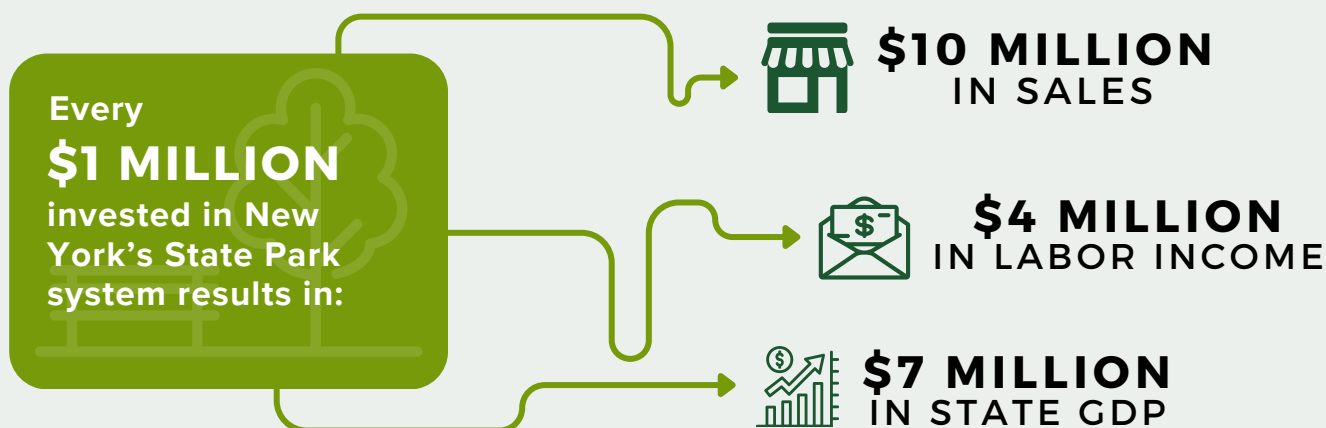 Every
$1 MILLION
invested in New
York’s State Park
system results in:
$10 MILLION
IN SALES
$
$4 MILLION
IN LABOR INCOME
$
$7 MILLION
IN STATE GDP